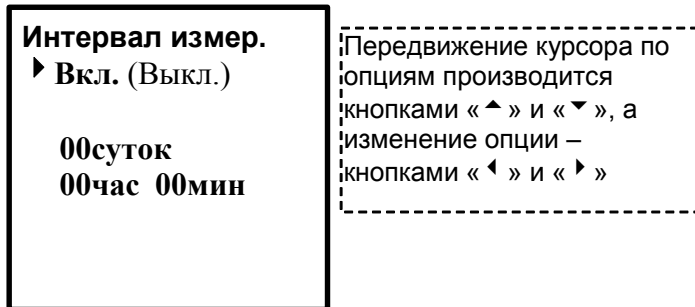 Интервал измер.
▶ Вкл. (Выкл.)
00суток
00час 00мин
Передвижение курсора по
опциям производится
кнопками «▲» и «▼», а
изменение опции –
кнопками «◀» и «▶»